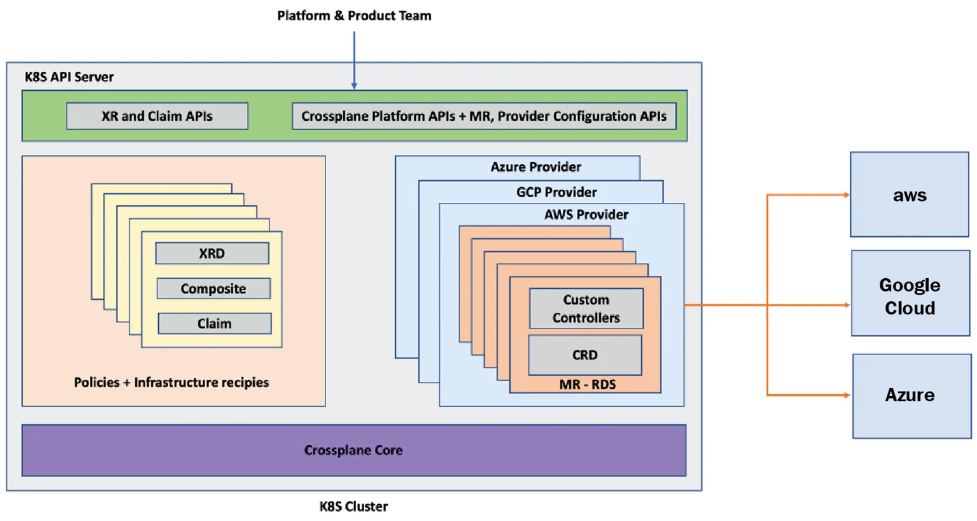 Platform & Product Team
K8S API Server
XR and Claim APIs
Crossplane Platform APIs + MR, Provider Configuration APIs
Azure Provider
GCP Provider
AWS Provider
XRD
Composite
Claim
Policies + Infrastructure recipies
Custom
Controllers
CRD
MR - RDS
aws
Google
Cloud
Azure
Crossplane Core
K8S Cluster